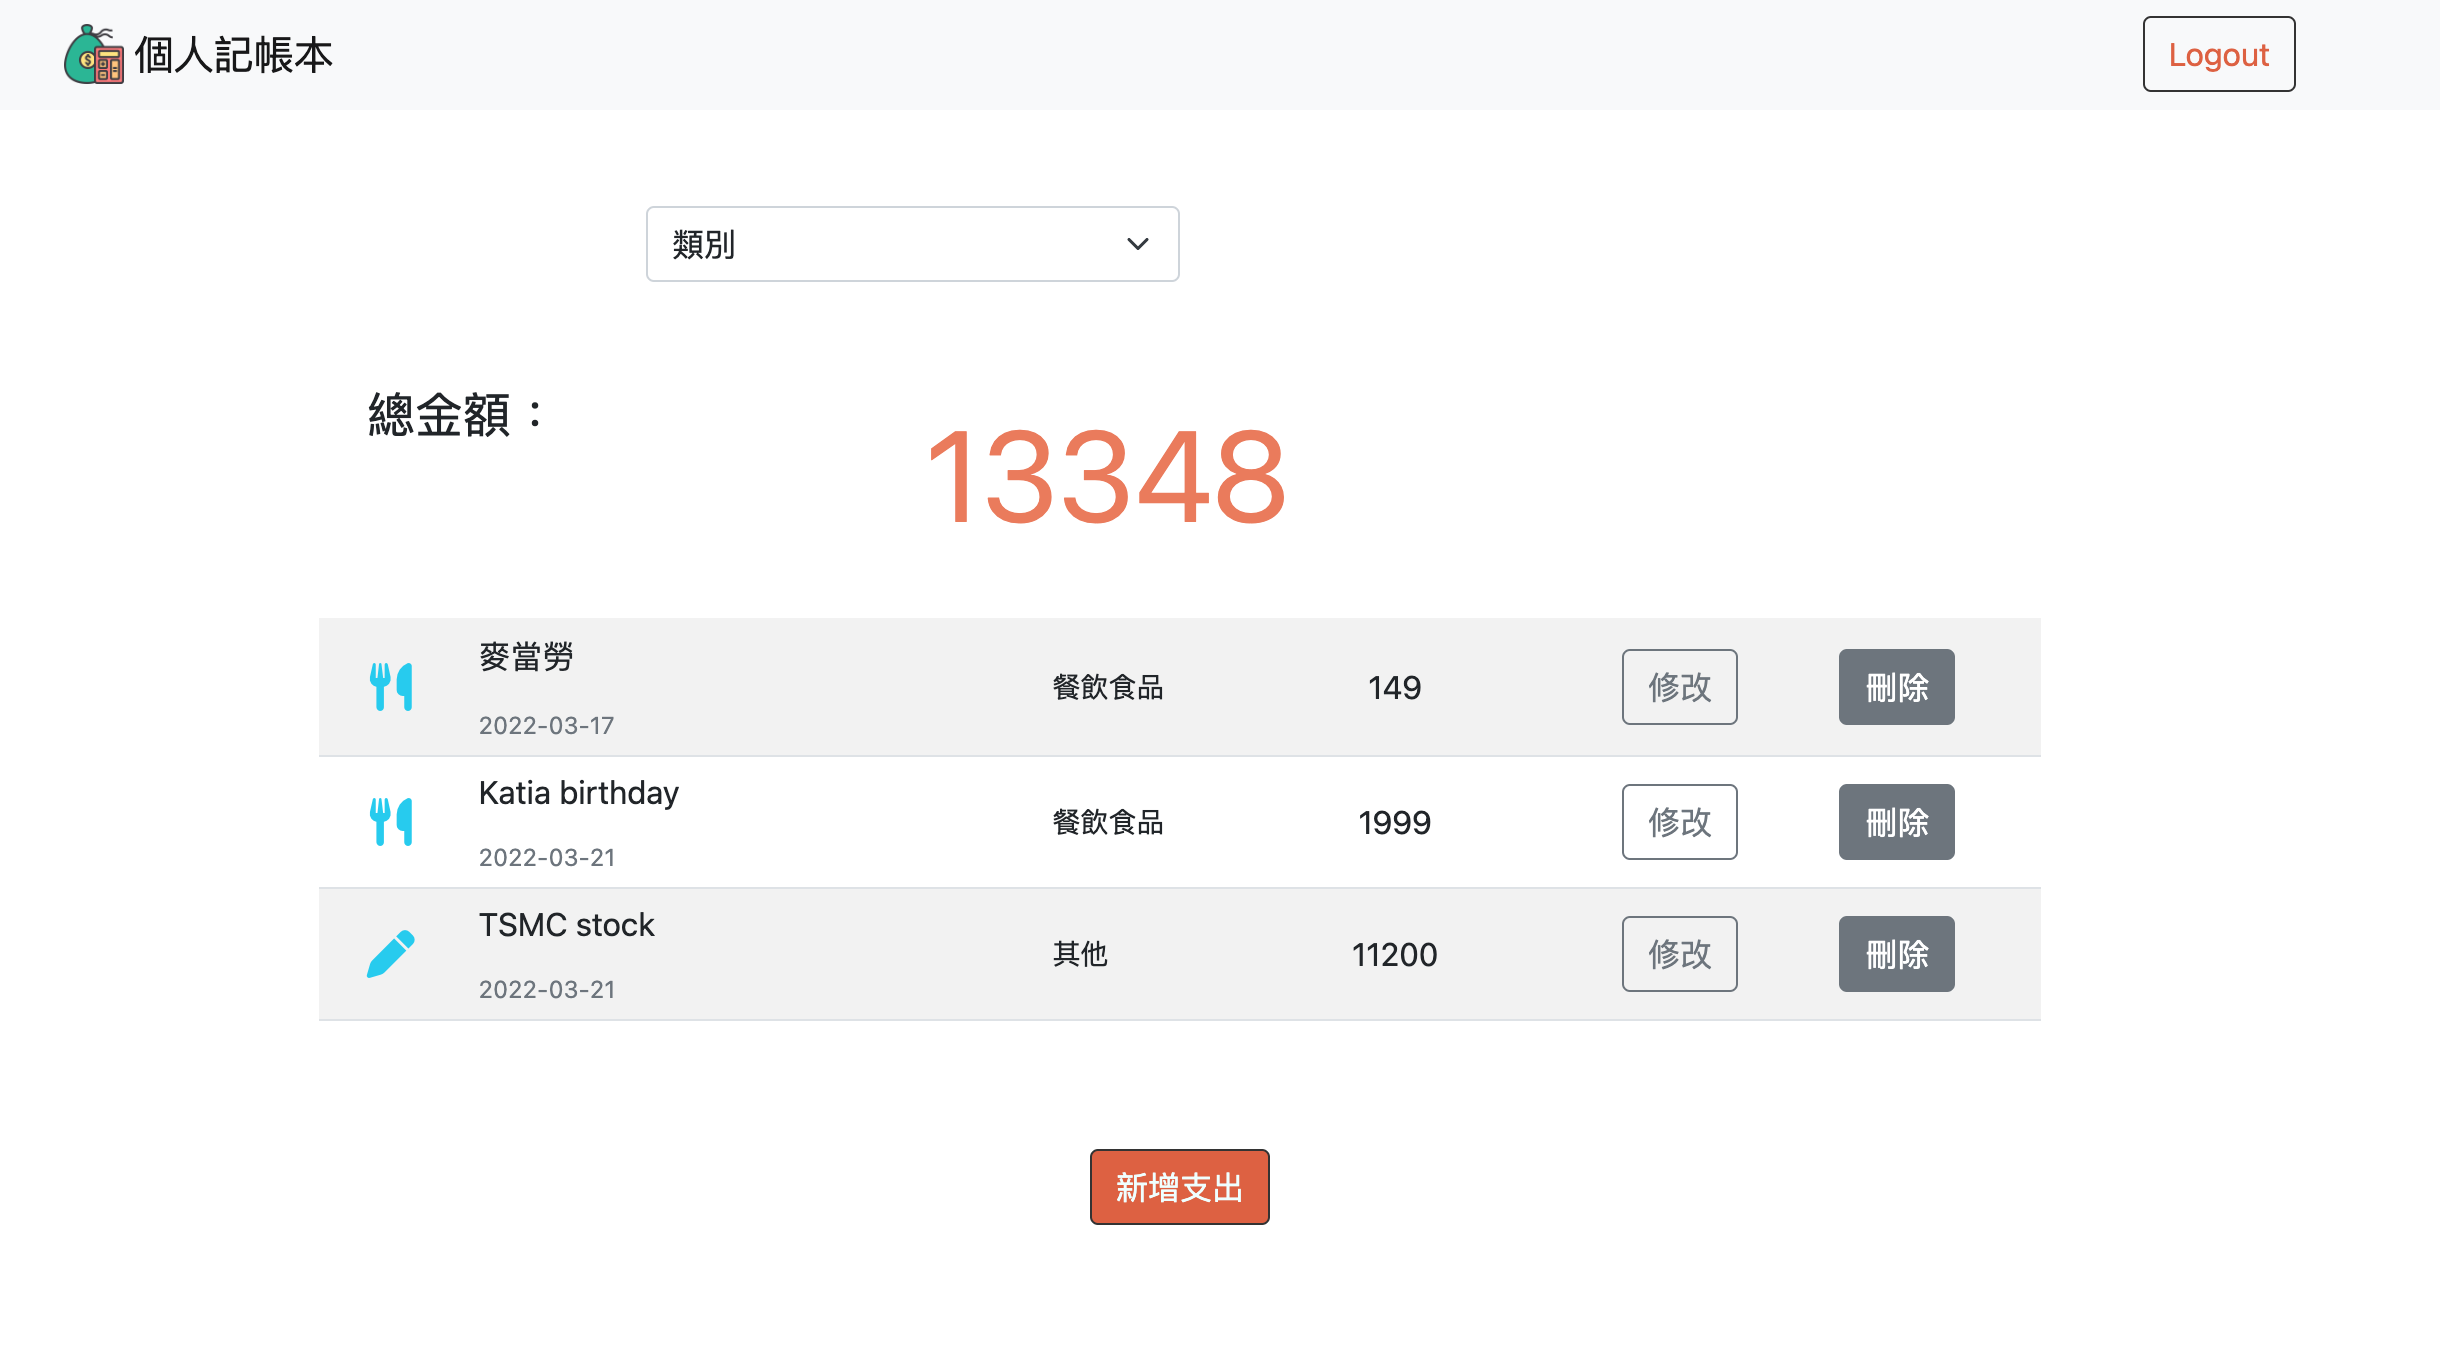 個人記帳本
Logout
類別
總金額：
13348
麥當勞
2022-03-17
餐飲食品
149
修改
刪除
Katia birthday
2022-03-21
餐飲食品
1999
修改
刪除
TSMC stock
2022-03-21
其他
11200
修改
刪除
新增支出